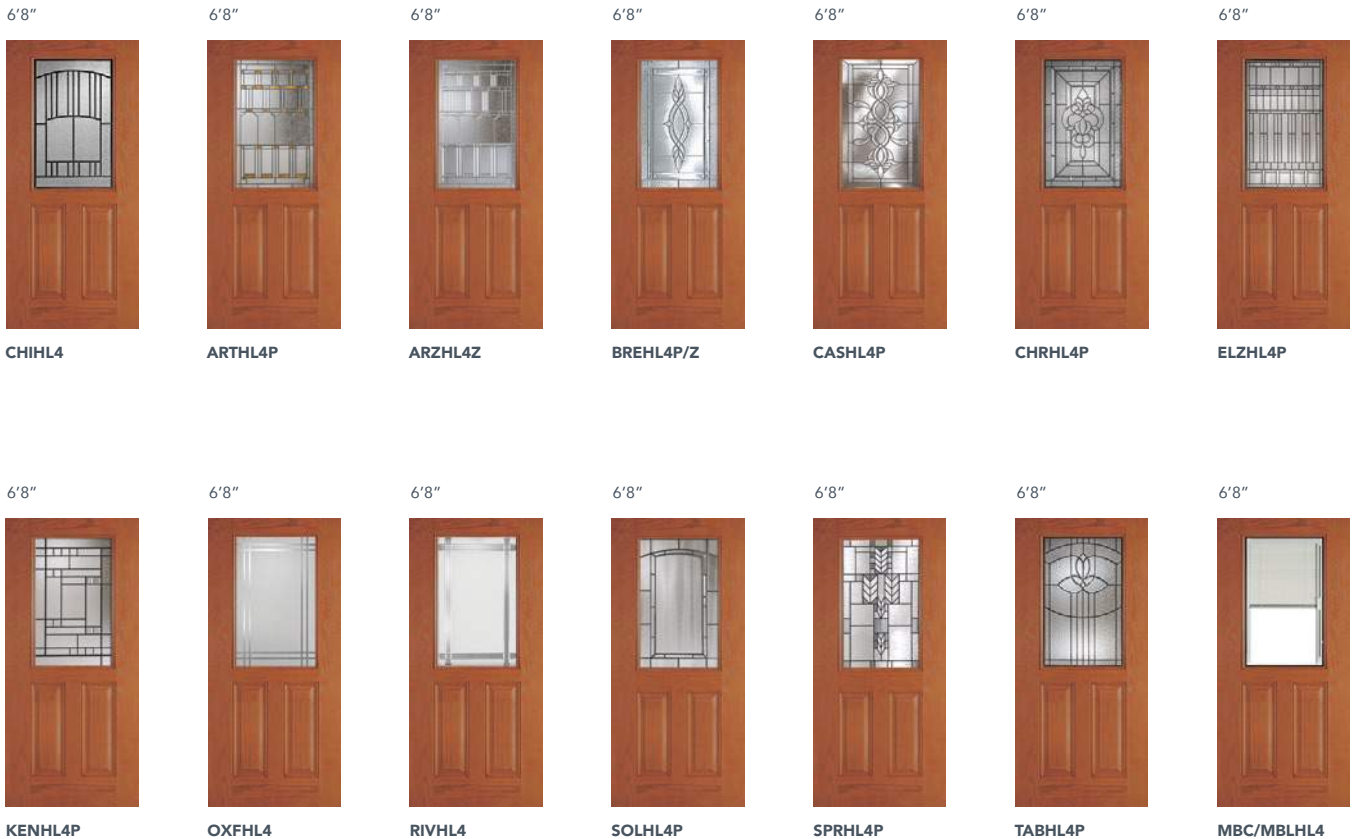 6'8" 6'8" 6'8" 6'8" 6'8" 6'8" 6'8"
CHIHL4 ARTHL4P ARZHL4Z BREHL4P/Z CASHL4P CHRHL4P ELZHL4P
6'8" 6'8" 6'8" 6'8" 6'8" 6'8" 6'8"
KENHL4P OXFHL4 RIVHL4 SOLHL4P SPRHL4P TABHL4P MBC/MBLHL4